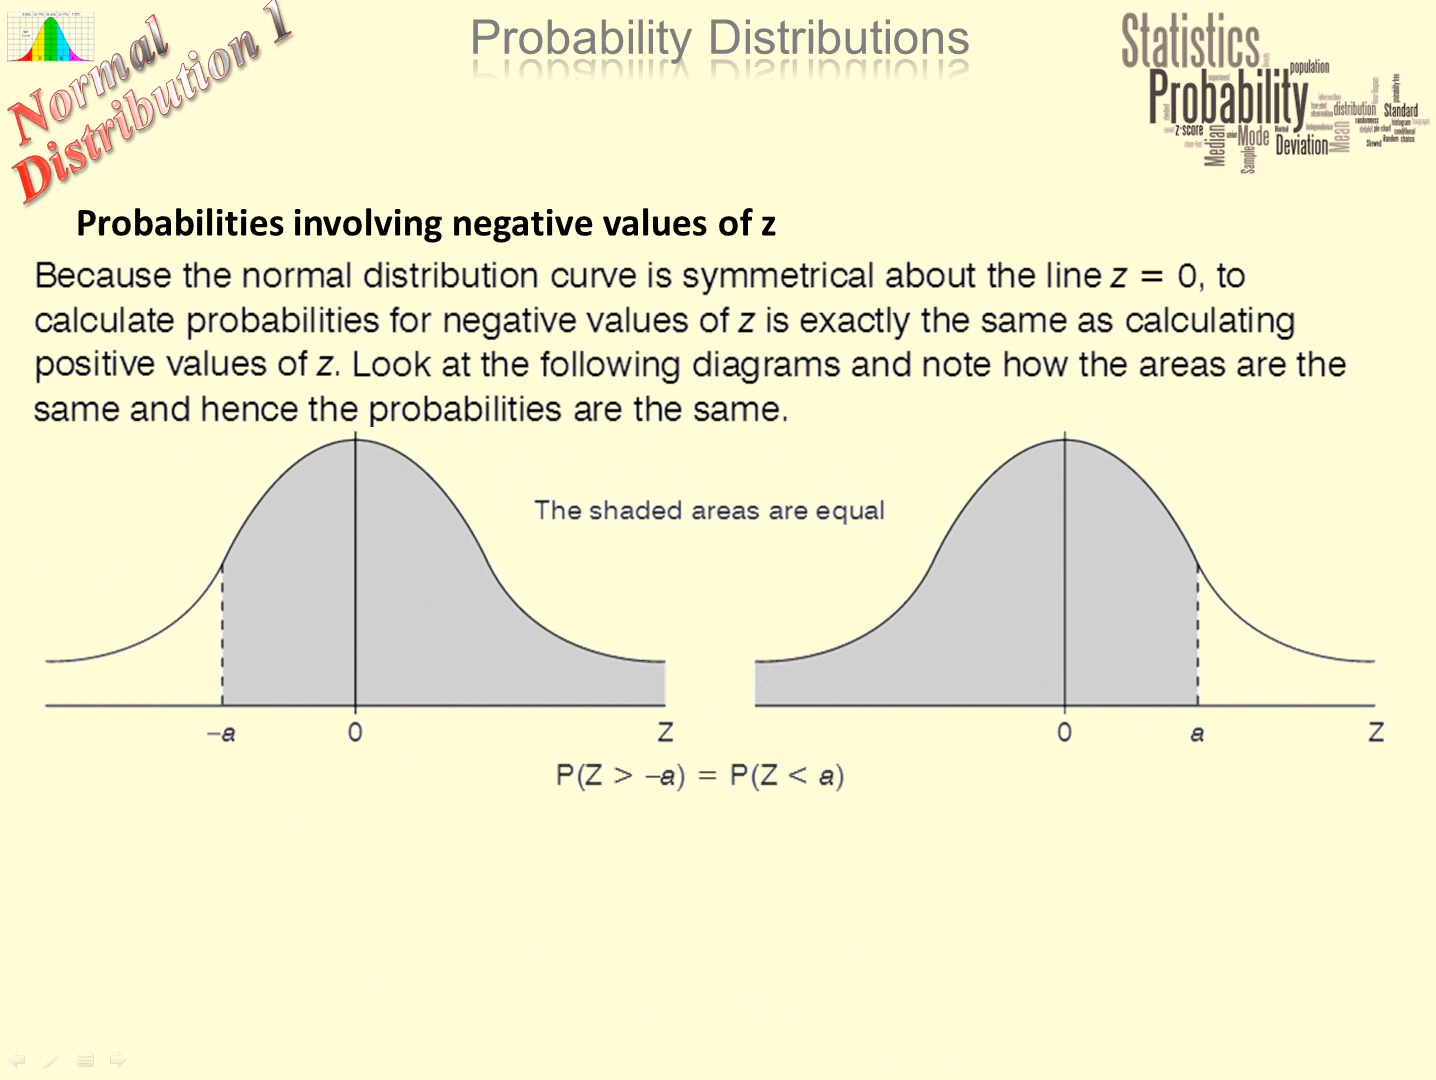 Normal
Distribution 1
Probability Distributions
Statistics
population
Probability
distribution
Standard
z-score
Median
Mode
Mean
Sample
Deviation
Skewed
Random chance
Probabilities involving negative values of z
Because the normal distribution curve is symmetrical about the line z = 0, to
calculate probabilities for negative values of z is exactly the same as calculating
positive values of z. Look at the following diagrams and note how the areas are the
same and hence the probabilities are the same.
The shaded areas are equal
–a 0 Z
0 a Z
P(Z > –a) = P(Z < a)